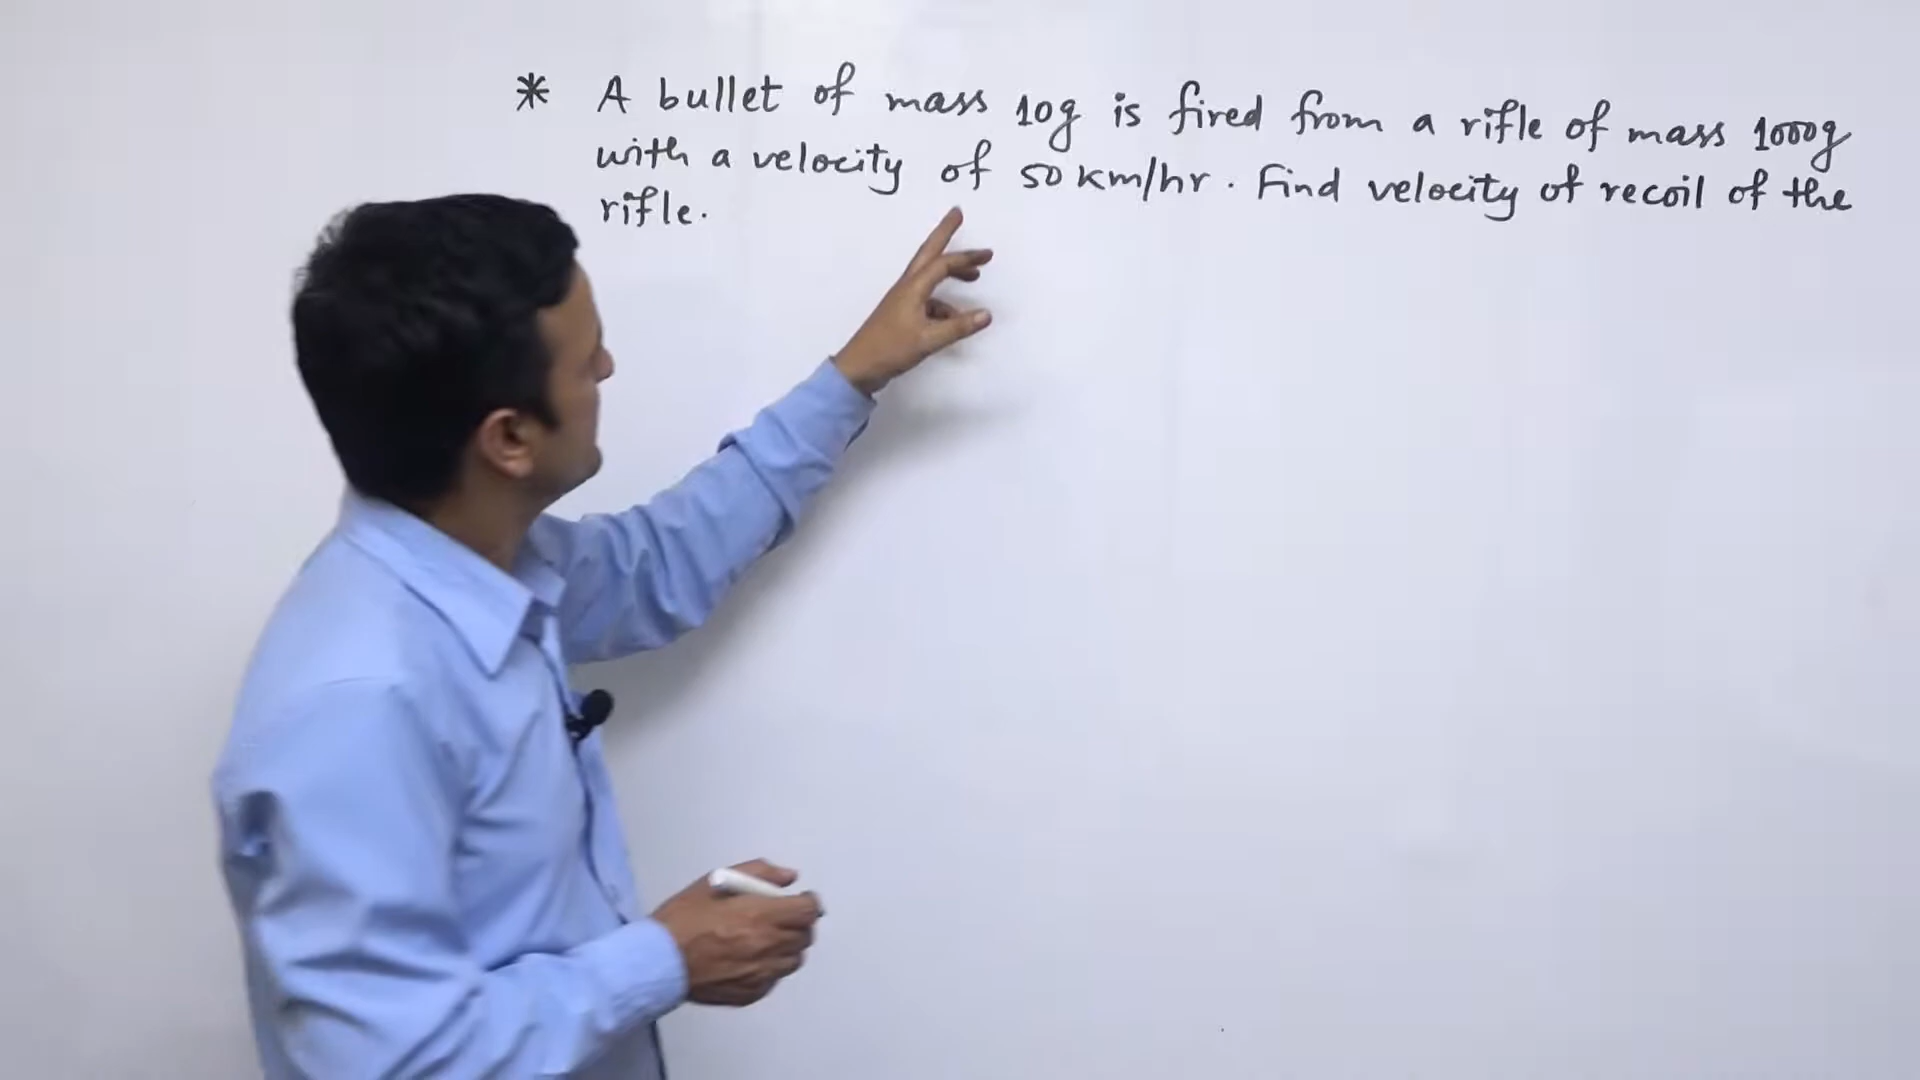 * A bullet of mass 10g is fired from a rifle of mass 1000g
with a velocity of 50 km/hr. Find velocity of recoil of the
rifle.